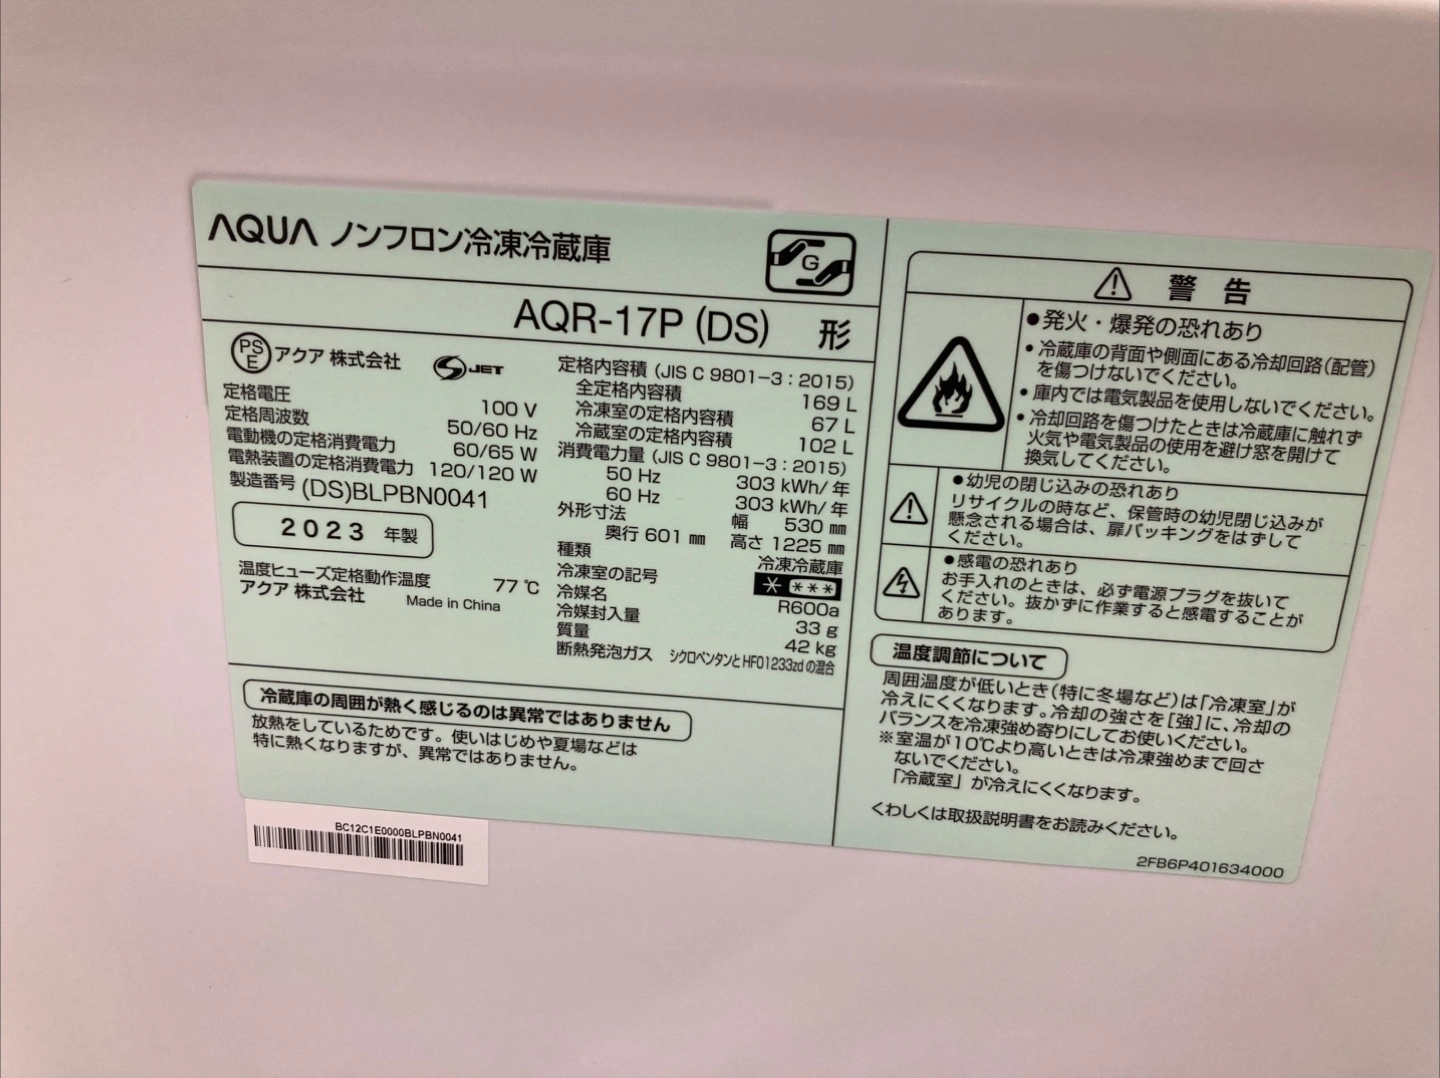 AQUA ノンフロン冷凍冷蔵庫
G
AQR-17P (DS) 形
PS
E
アクア 株式会社
JET
定格電圧 100 V
定格周波数 50/60 Hz
電動機の定格消費電力 60/65 W
電熱装置の定格消費電力 120/120 W
製造番号 (DS)BLPBN0041
2023 年製
温度ヒューズ定格動作温度 77 ℃
アクア 株式会社 Made in China
定格内容積 (JIS C 9801-3 : 2015)
全定格内容積 169 L
冷凍室の定格内容積 67 L
冷蔵室の定格内容積 102 L
消費電力量 (JIS C 9801-3 : 2015)
50 Hz 303 kWh/年
60 Hz 303 kWh/年
外形寸法 幅 530 ㎜
奥行 601 ㎜ 高さ 1225 ㎜
種類 冷凍冷蔵庫
冷凍室の記号 * ***
冷媒名 R600a
冷媒封入量 33 g
質量 42 kg
断熱発泡ガス シクロペンタンとHFO1233zdの混合
冷蔵庫の周囲が熱く感じるのは異常ではありません
放熱をしているためです。使いはじめや夏場などは
特に熱くなりますが、異常ではありません。
BC12C1E0000BLPBN0041
警 告
●発火・爆発の恐れあり
・冷蔵庫の背面や側面にある冷却回路(配管)
を傷つけないでください。
・庫内では電気製品を使用しないでください。
・冷却回路を傷つけたときは冷蔵庫に触れず
火気や電気製品の使用を避け窓を開けて
換気してください。
●幼児の閉じ込みの恐れあり
リサイクルの時など、保管時の幼児閉じ込みが
懸念される場合は、扉パッキングをはずして
ください。
●感電の恐れあり
お手入れのときは、必ず電源プラグを抜いて
ください。抜かずに作業すると感電することが
あります。
温度調節について
周囲温度が低いとき(特に冬場など)は「冷凍室」が
冷えにくくなります。冷却の強さを[強]に、冷却の
バランスを冷凍強め寄りにしてお使いください。
※室温が10℃より高いときは冷凍強めまで回さ
ないでください。
「冷蔵室」が冷えにくくなります。
くわしくは取扱説明書をお読みください。
2FB6P401634000